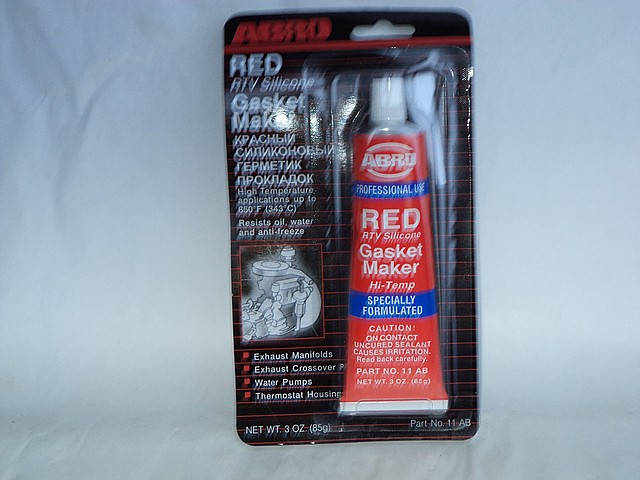 ABRO
RED
RTV Silicone
Gasket
Maker
КРАСНЫЙ
СИЛИКОНОВЫЙ
ГЕРМЕТИК
ПРОКЛАДОК
High Temperature
applications up to
650°F (343°C)
Resists oil, water
and anti-freeze
Exhaust Manifolds
Exhaust Crossover P
Water Pumps
Thermostat Housing
NET WT. 3 OZ. (85g)
Part No. 11 AB
ABRO
PROFESSIONAL USE
RED
RTV Silicone
Gasket
Maker
Hi-Temp
SPECIALLY
FORMULATED
CAUTION:
ON CONTACT
UNCURED SEALANT
CAUSES IRRITATION.
Read back carefully.
PART NO. 11 AB
NET WT. 3 OZ. (85g)